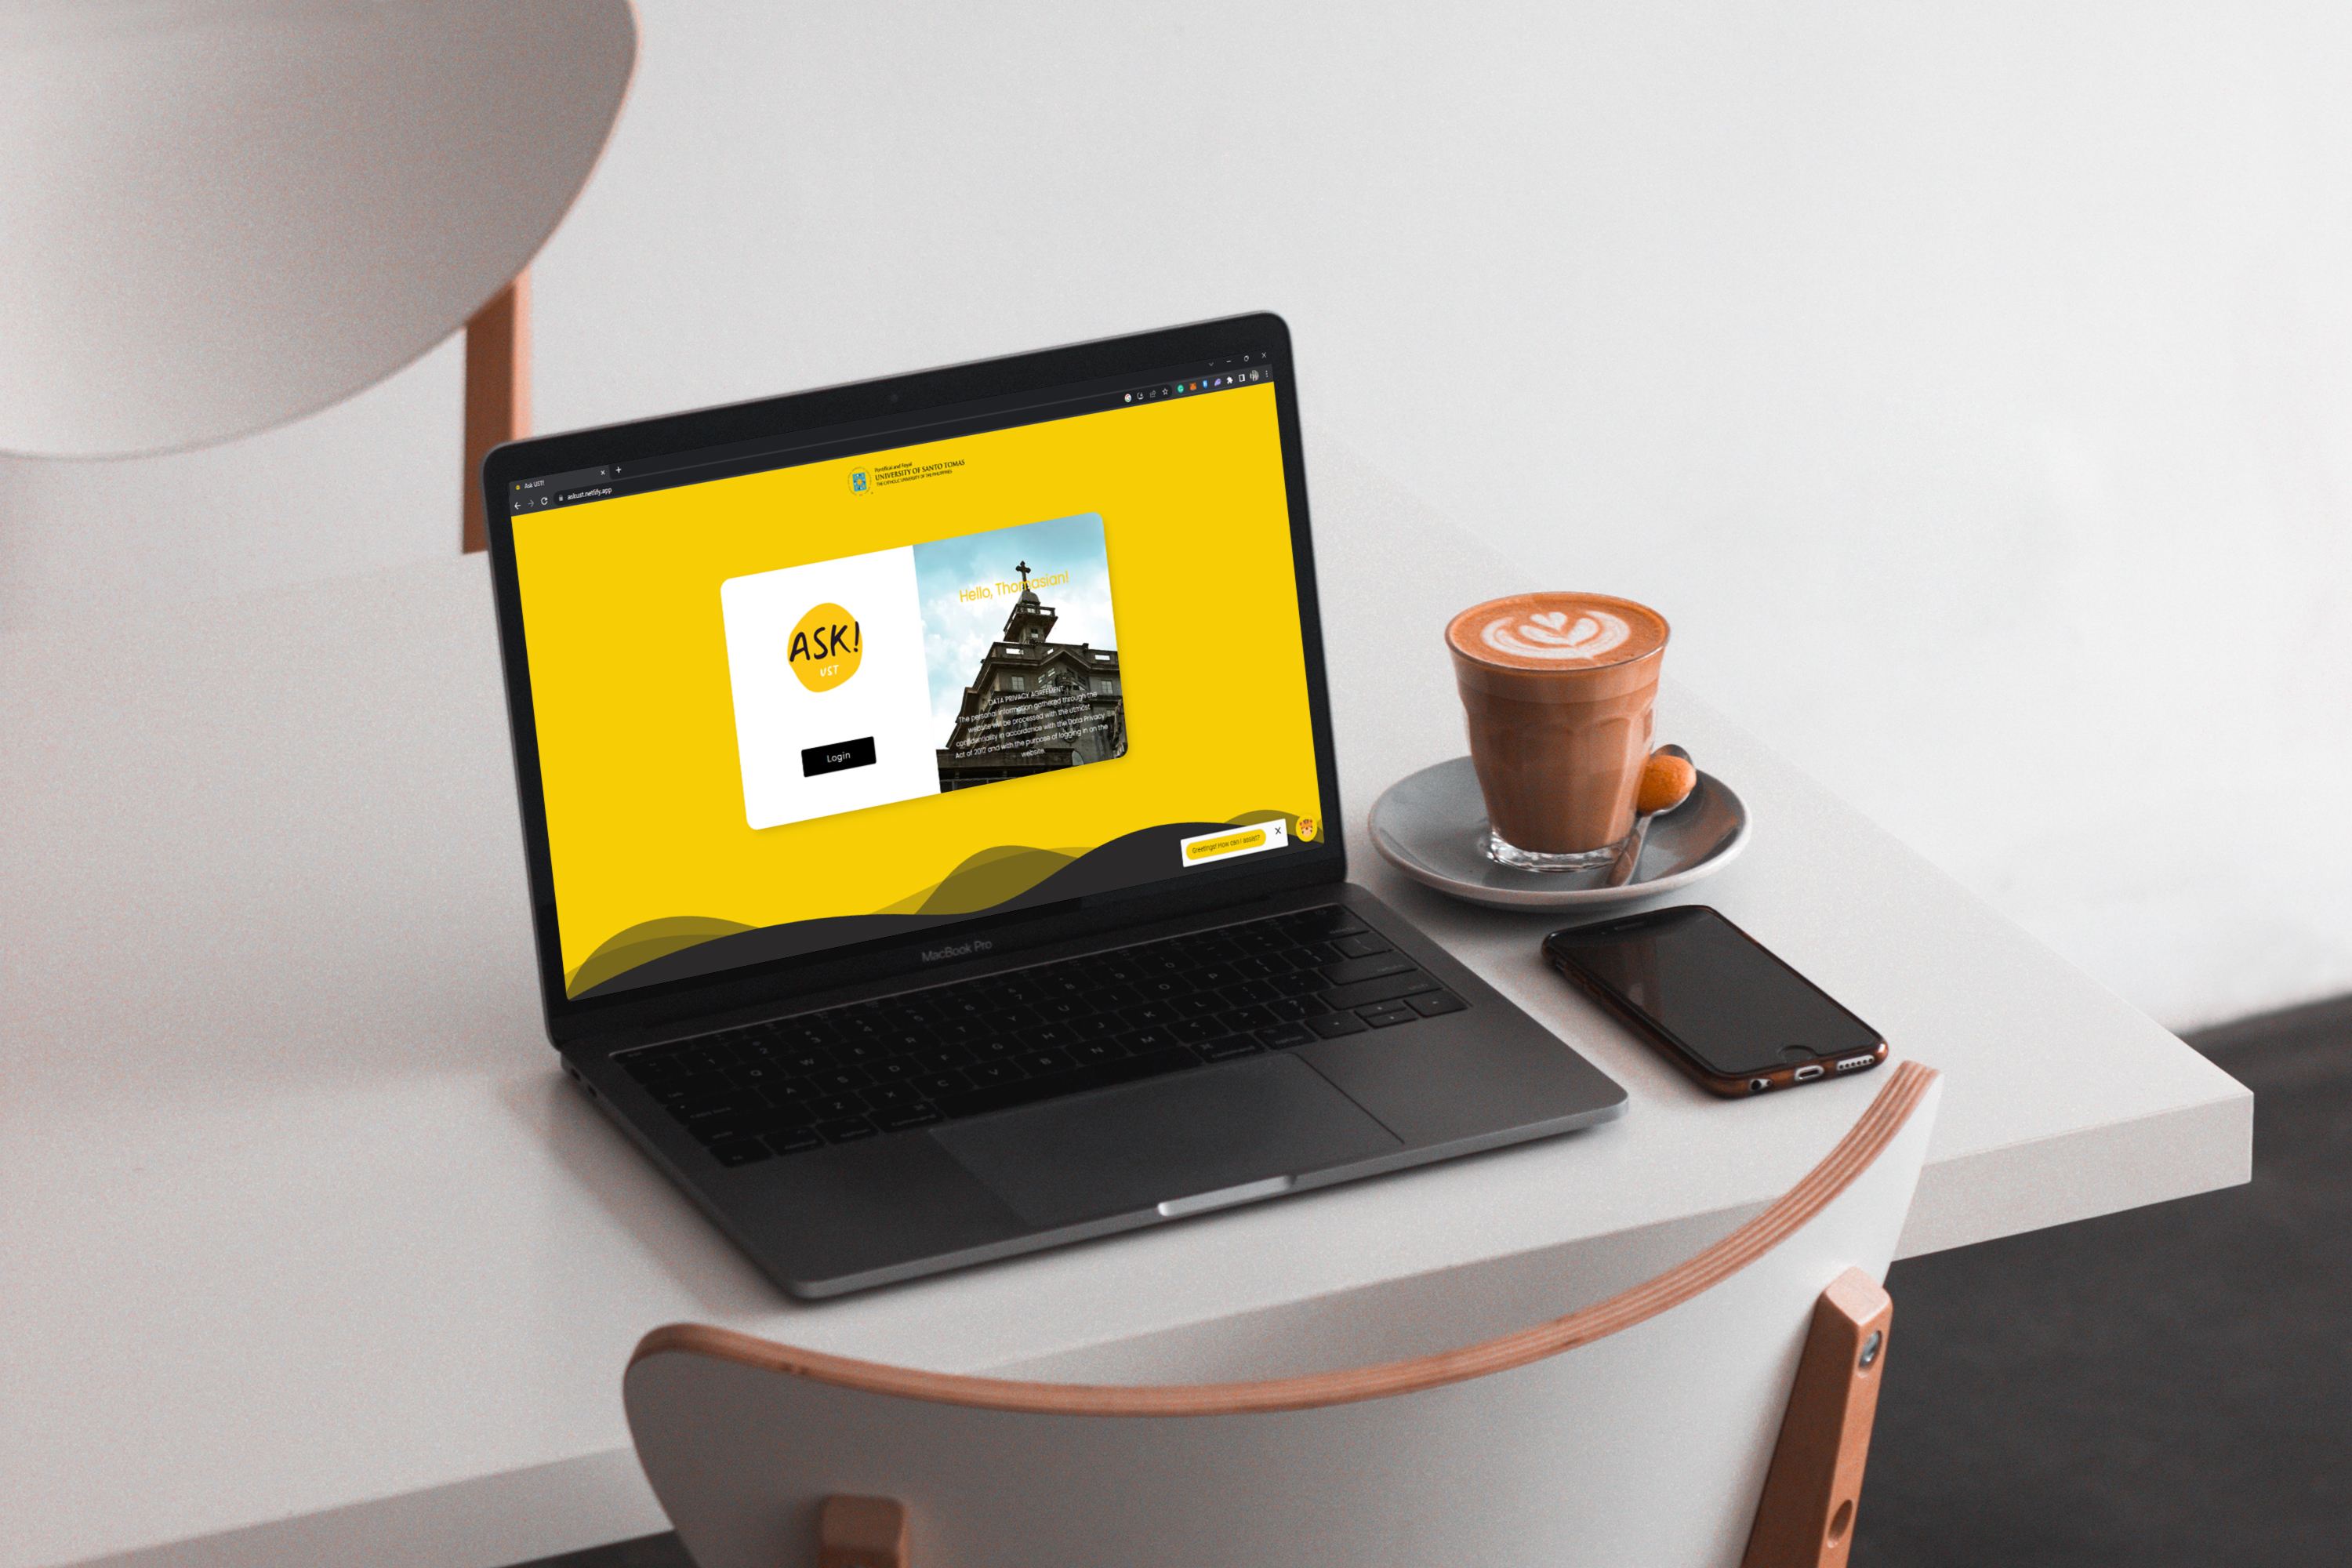 Ask UST!
askust.netlify.app
Pontifical and Royal
UNIVERSITY OF SANTO TOMAS
THE CATHOLIC UNIVERSITY OF THE PHILIPPINES
ASK!
UST
Login
Hello, Thomasian!
DATA PRIVACY AGREEMENT
The personal information gathered through the
website will be processed with the utmost
confidentiality in accordance with the Data Privacy
Act of 2012 and with the purpose of logging in on the
website.
Greetings! How can I assist?
MacBook Pro
Q W E R T Y U I O P
A S D F G H J K L
Z X C V B N M